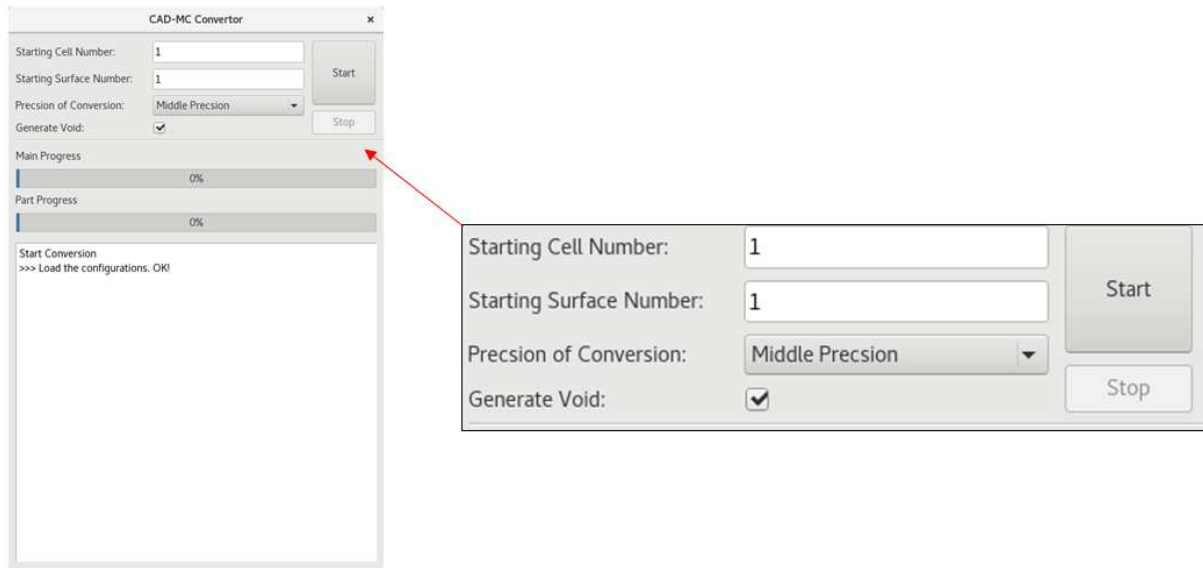 CAD-MC Convertor ×
Starting Cell Number: 1
Starting Surface Number: 1
Start
Precsion of Conversion: Middle Precsion
Generate Void:
Stop
Main Progress
0%
Part Progress
0%
Start Conversion
>>> Load the configurations. OK!
Starting Cell Number: 1
Starting Surface Number: 1
Start
Precsion of Conversion: Middle Precsion
Generate Void:
Stop